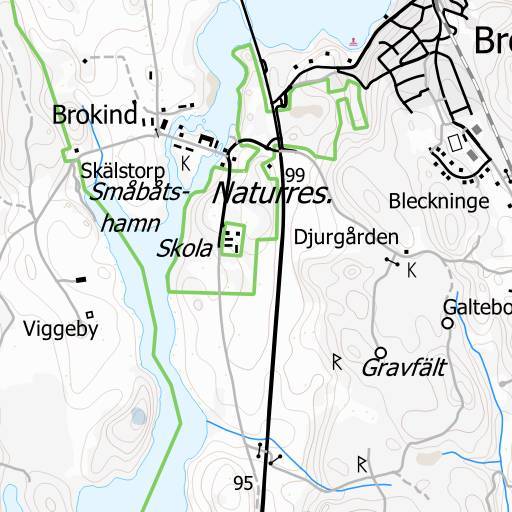 Bro
Brokind
K
Skälstorp
99
Småbåts-
hamn
Naturres.
Bleckninge
Skola
Djurgården
K
Galtebo
Viggeby
R
Gravfält
R
95